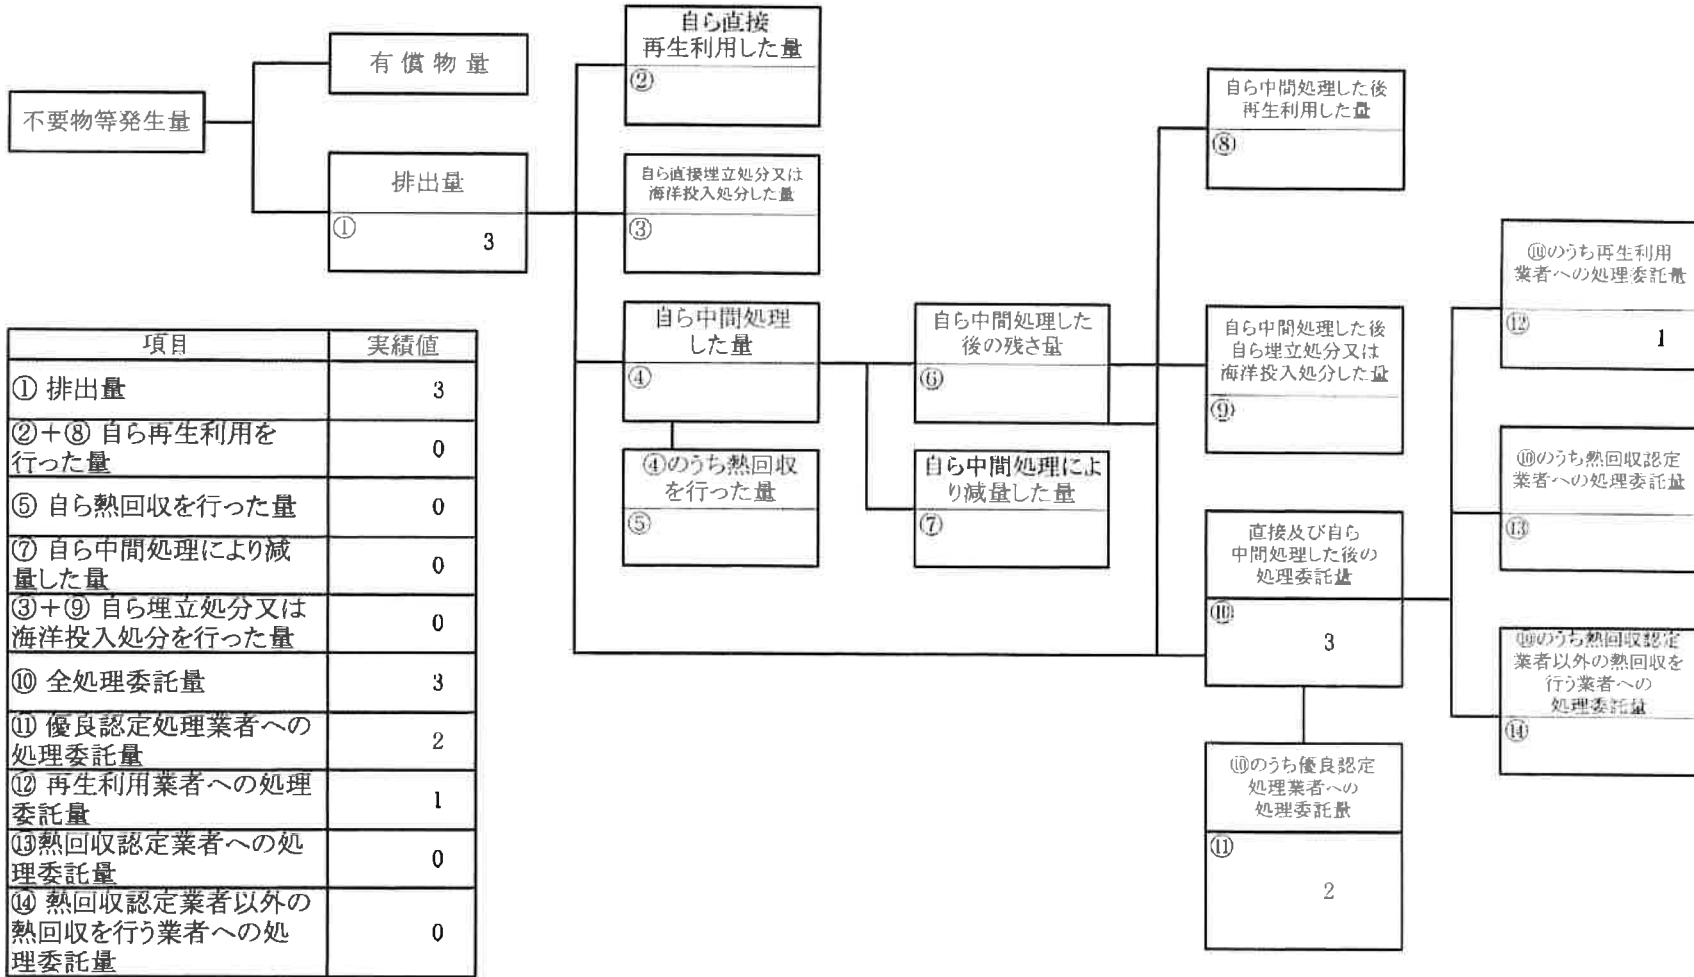 自ら直接
再生利用した量
②
有償物量
不要物等発生量
自ら中間処理した後
再生利用した量
⑧
排出量
① 3
自ら直接埋立処分又は
海洋投入処分した量
③
⑩のうち再生利用
業者への処理委託量
⑫ 1
自ら中間処理
した量
④
自ら中間処理した
後の残さ量
⑥
自ら中間処理した後
自ら埋立処分又は
海洋投入処分した量
⑨
④のうち熱回収
を行った量
⑤
自ら中間処理によ
り減量した量
⑦
⑩のうち熱回収認定
業者への処理委託量
⑬
直接及び自ら
中間処理した後の
処理委託量
⑩ 3
⑩のうち熱回収認定
業者以外の熱回収を
行う業者への
処理委託量
⑭
⑩のうち優良認定
処理業者への
処理委託量
⑪ 2
項目 実績値
① 排出量 3
②+⑧ 自ら再生利用を
行った量 0
⑤ 自ら熱回収を行った量 0
⑦ 自ら中間処理により減
量した量 0
③+⑨ 自ら埋立処分又は
海洋投入処分を行った量 0
⑩ 全処理委託量 3
⑪ 優良認定処理業者への
処理委託量 2
⑫ 再生利用業者への処理
委託量 1
⑬熱回収認定業者への処
理委託量 0
⑭ 熱回収認定業者以外の
熱回収を行う業者への処
理委託量 0